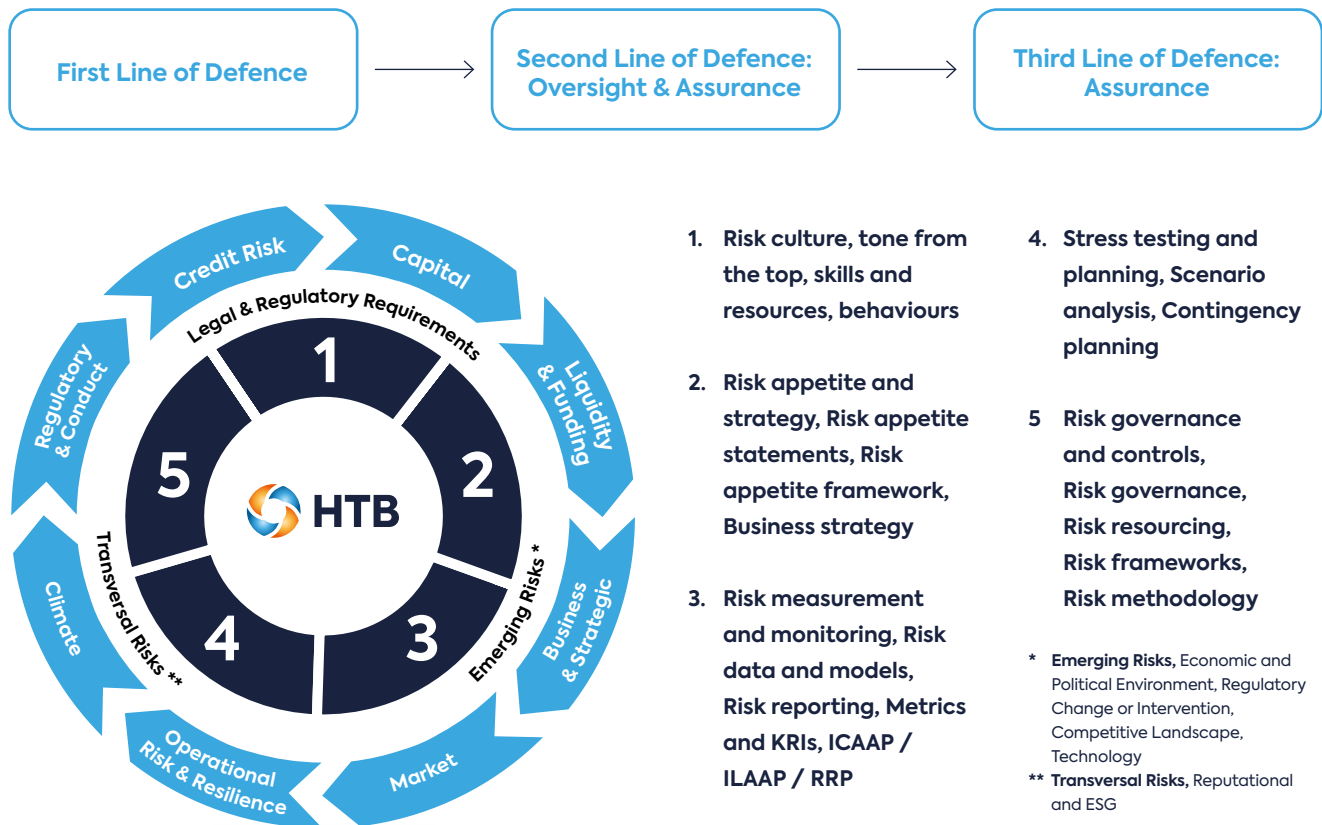 First Line of Defence
Second Line of Defence:
Oversight & Assurance
Third Line of Defence:
Assurance
Credit Risk
Capital
Liquidity
& Funding
Business
& Strategic
Market
Operational
Risk & Resilience
Climate
Regulatory
& Conduct
Legal & Regulatory Requirements
Emerging Risks *
Transversal Risks **
1
2
3
4
5
HTB
1. Risk culture, tone from
the top, skills and
resources, behaviours
2. Risk appetite and
strategy, Risk appetite
statements, Risk
appetite framework,
Business strategy
3. Risk measurement
and monitoring, Risk
data and models,
Risk reporting, Metrics
and KRIs, ICAAP /
ILAAP / RRP
4. Stress testing and
planning, Scenario
analysis, Contingency
planning
5 Risk governance
and controls,
Risk governance,
Risk resourcing,
Risk frameworks,
Risk methodology
* Emerging Risks, Economic and
Political Environment, Regulatory
Change or Intervention,
Competitive Landscape,
Technology
** Transversal Risks, Reputational
and ESG